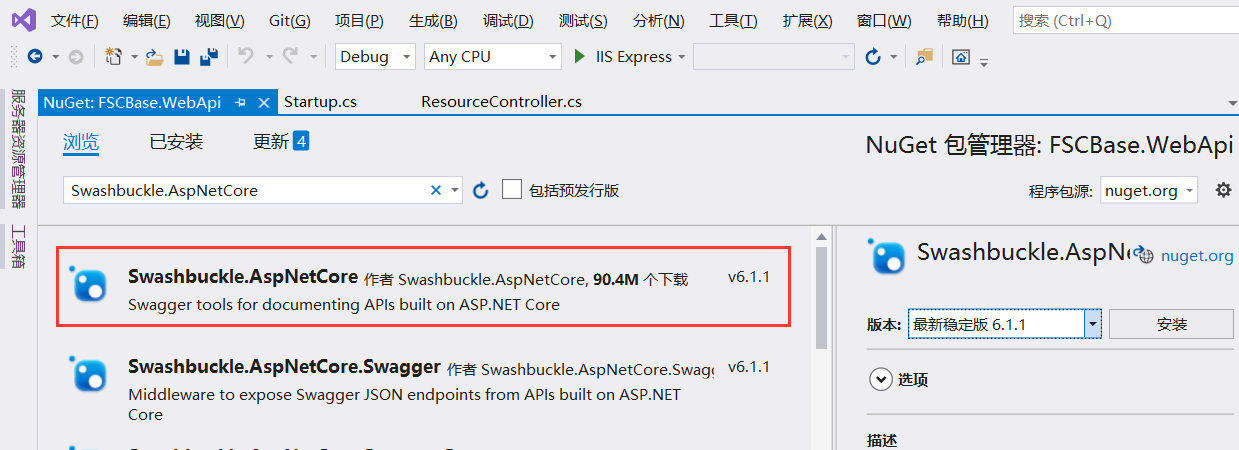 文件(F) 编辑(E) 视图(V) Git(G) 项目(P) 生成(B) 调试(D) 测试(S) 分析(N) 工具(T) 扩展(X) 窗口(W) 帮助(H) 搜索 (Ctrl+Q)
Debug Any CPU IIS Express
服务器资源管理器
工具箱
NuGet: FSCBase.WebApi Startup.cs ResourceController.cs
浏览 已安装 更新 4
NuGet 包管理器: FSCBase.WebApi
Swashbuckle.AspNetCore 包括预发行版
程序包源: nuget.org
Swashbuckle.AspNetCore 作者 Swashbuckle.AspNetCore, 90.4M 个下载 v6.1.1
Swagger tools for documenting APIs built on ASP.NET Core
Swashbuckle.AspNetCore.Swagger 作者 Swashbuckle.AspNetCore.Swagg v6.1.1
Middleware to expose Swagger JSON endpoints from APIs built on ASP.NET
Core
Swashbuckle.AspN nuget.org
版本: 最新稳定版 6.1.1 安装
选项
描述